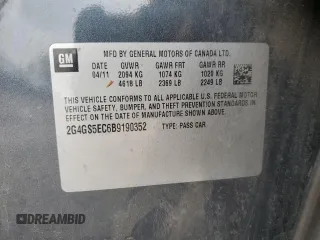 GM
MFD BY GENERAL MOTORS OF CANADA LTD.
DATE GVWR GAWR FRT GAWR RR
04/11 2094 KG 1074 KG 1020 KG
4618 LB 2369 LB 2249 LB
THIS VEHICLE CONFORMS TO ALL APPLICABLE U.S. FEDERAL MOTOR
VEHICLE SAFETY, BUMPER, AND THEFT PREVENTION STANDARDS IN
EFFECT ON THE DATE OF MANUFACTURE SHOWN ABOVE.
2G4GS5EC6B9190352 TYPE: PASS CAR
DREAMBID